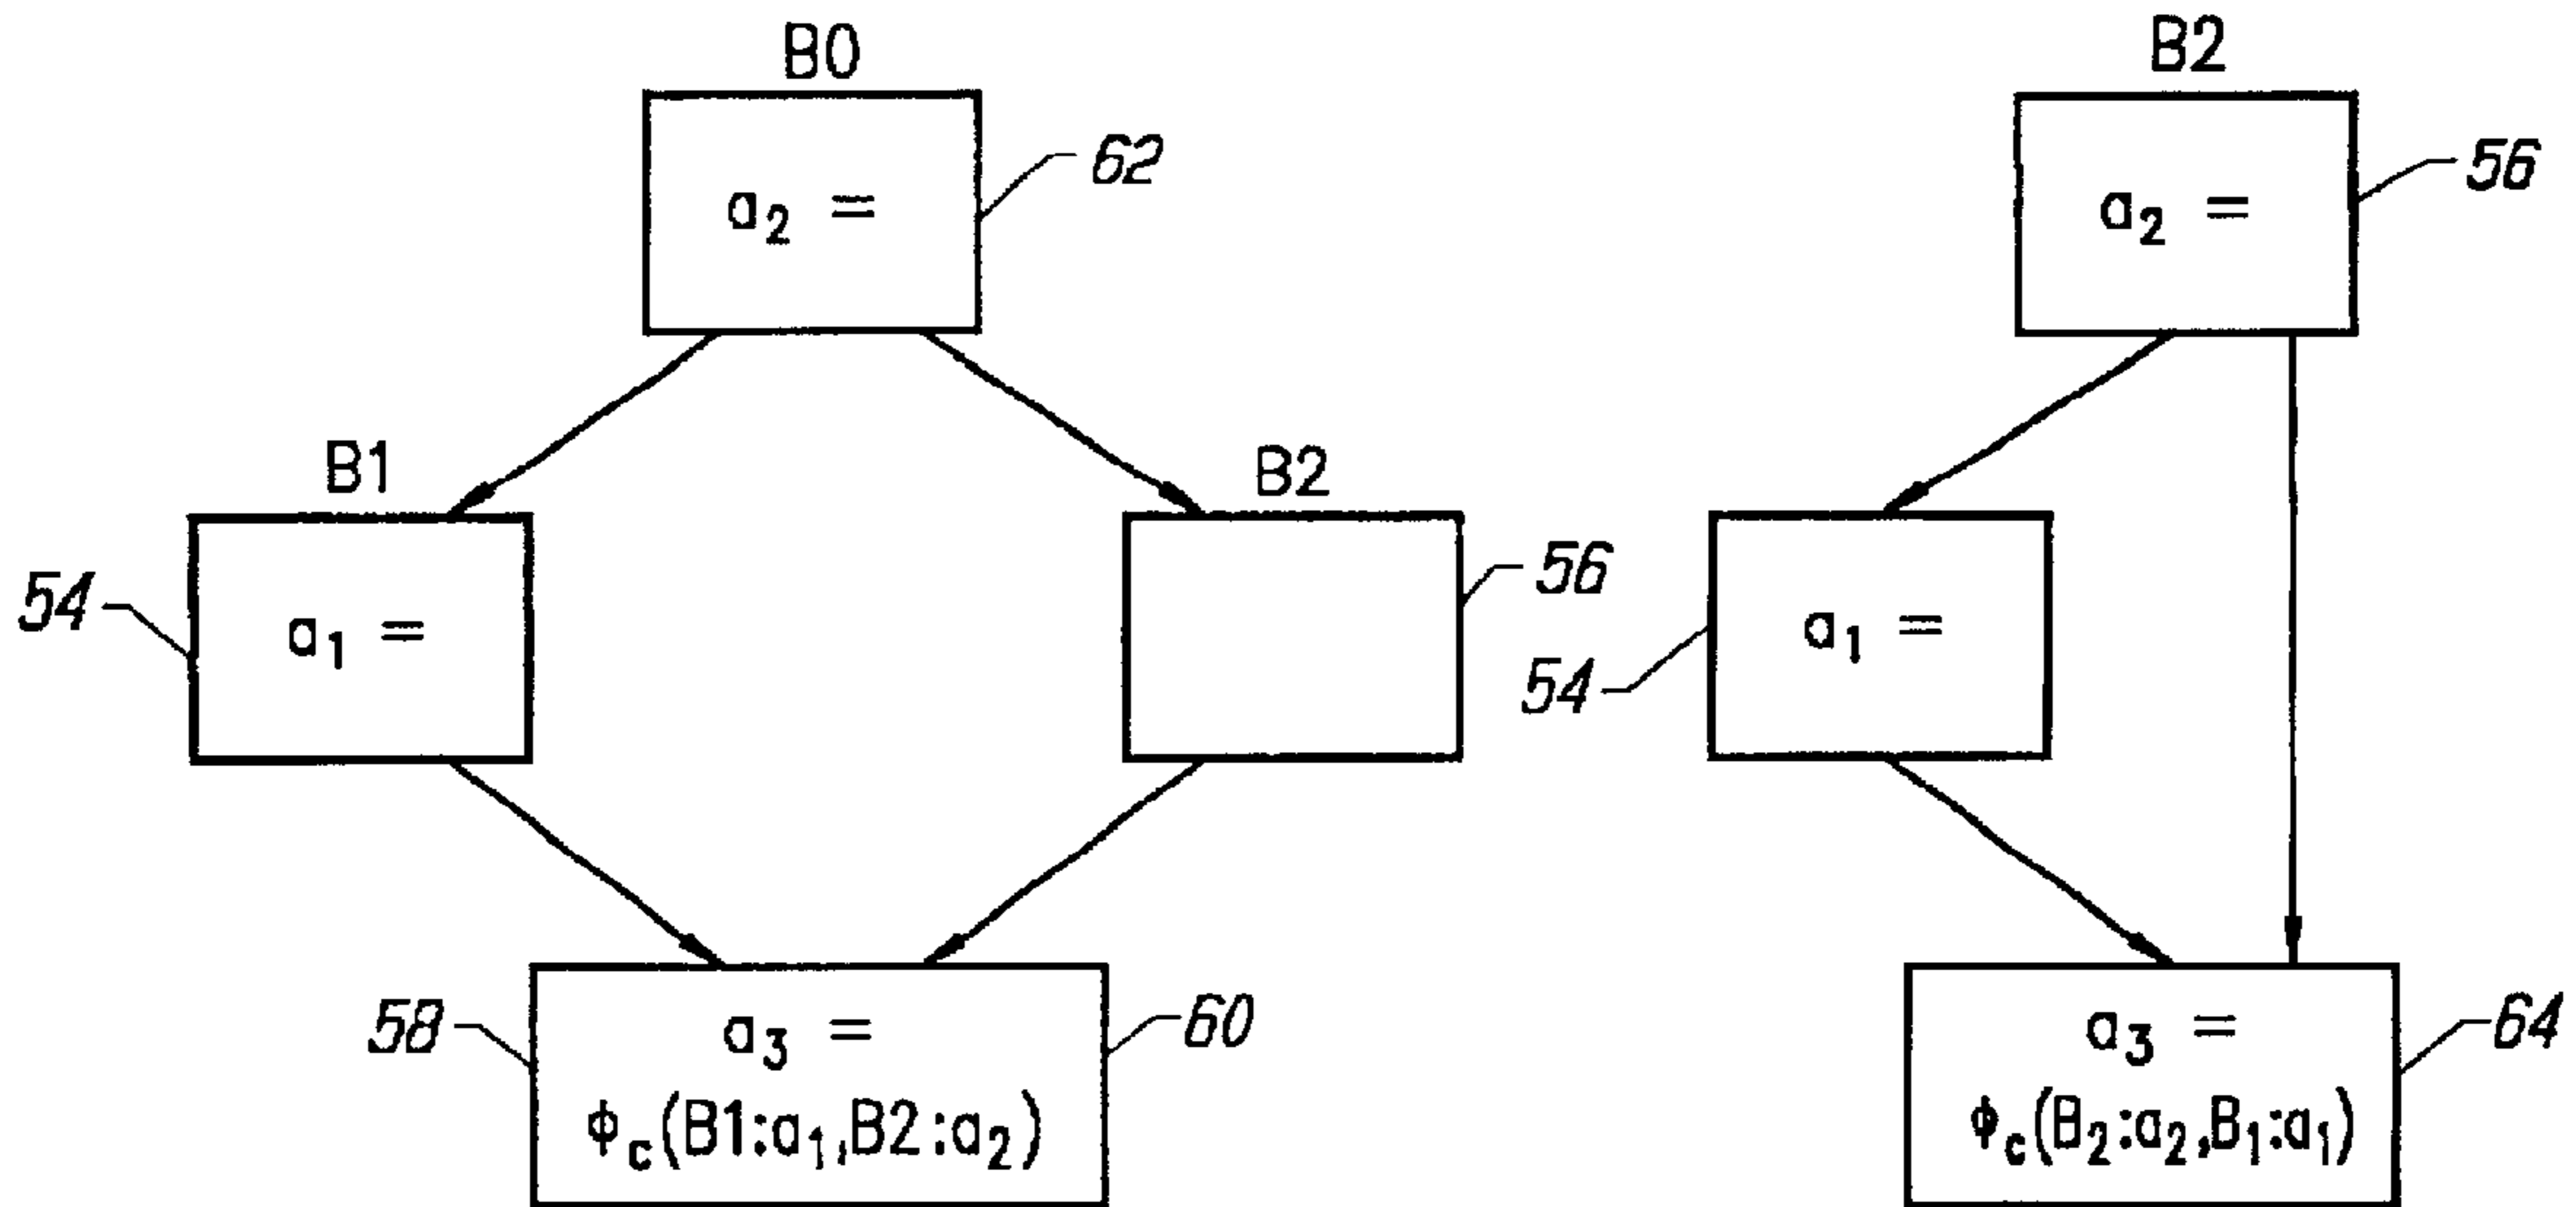 B0
a₂ =
62
B1
a₁ =
54
B2
56
58
a₃ =
ϕc(B1:a₁,B2:a₂)
60
B2
a₂ =
56
a₁ =
54
a₃ =
ϕc(B₂:a₂,B₁:a₁)
64